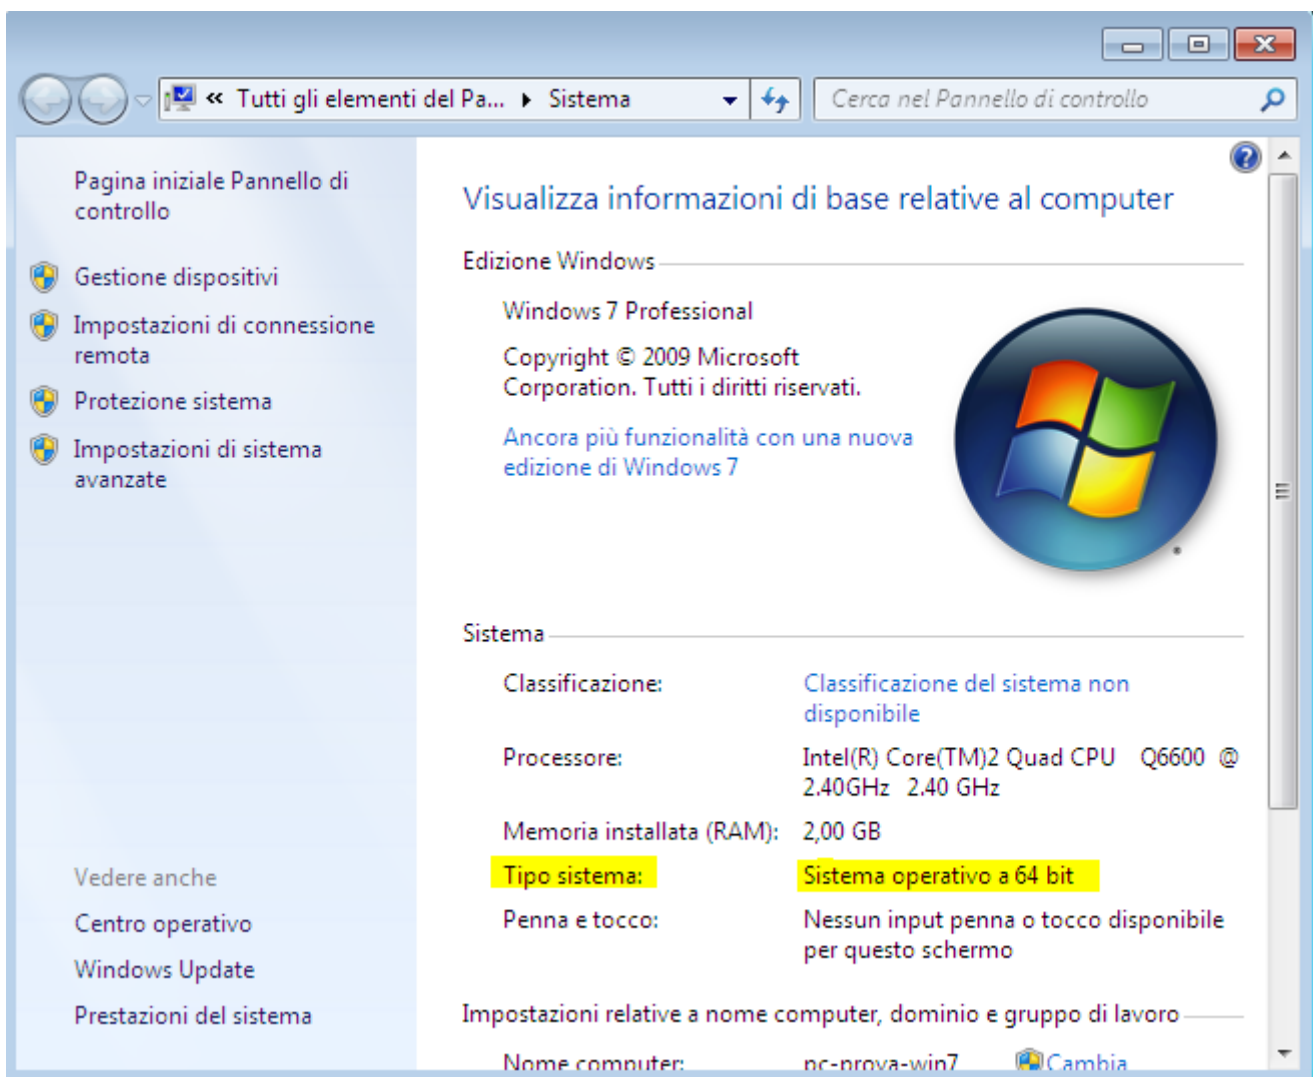 Tutti gli elementi del Pa... Sistema
Cerca nel Pannello di controllo
Pagina iniziale Pannello di
controllo
Gestione dispositivi
Impostazioni di connessione
remota
Protezione sistema
Impostazioni di sistema
avanzate
Vedere anche
Centro operativo
Windows Update
Prestazioni del sistema
Visualizza informazioni di base relative al computer
Edizione Windows
Windows 7 Professional
Copyright © 2009 Microsoft
Corporation. Tutti i diritti riservati.
Ancora più funzionalità con una nuova
edizione di Windows 7
Sistema
Classificazione: Classificazione del sistema non
disponibile
Processore: Intel(R) Core(TM)2 Quad CPU Q6600 @
2.40GHz 2.40 GHz
Memoria installata (RAM): 2,00 GB
Tipo sistema: Sistema operativo a 64 bit
Penna e tocco: Nessun input penna o tocco disponibile
per questo schermo
Impostazioni relative a nome computer, dominio e gruppo di lavoro
Nome computer: pc-prova-win7 Cambia